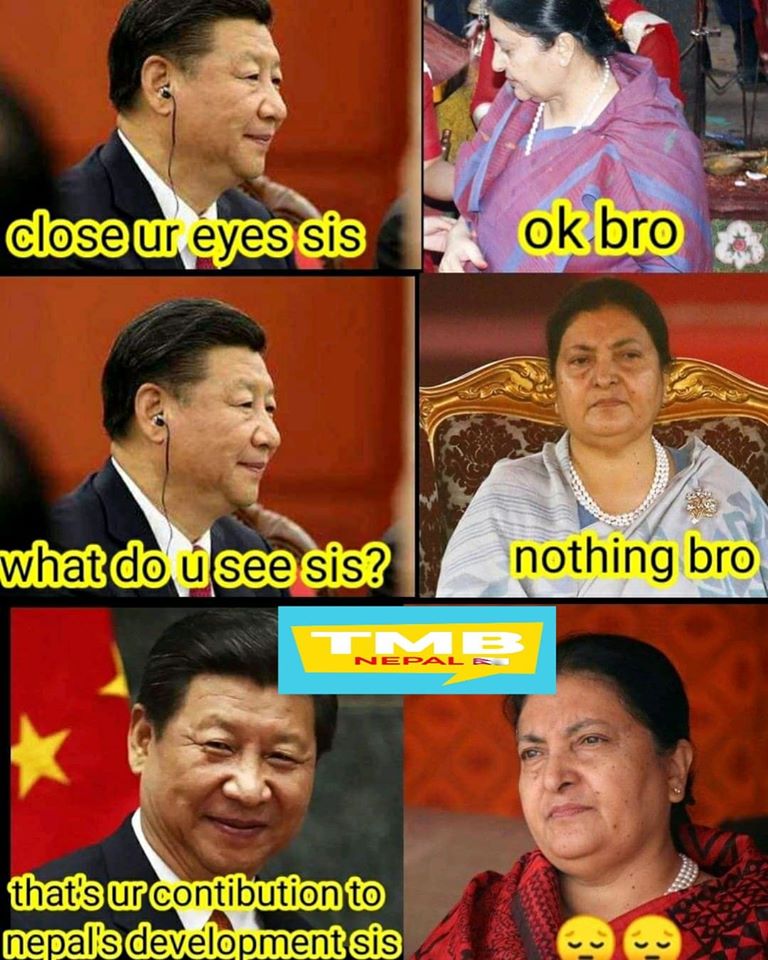 close ur eyes sis
ok bro
what do u see sis?
nothing bro
TMB
NEPAL
that's ur contibution to
nepal's development sis